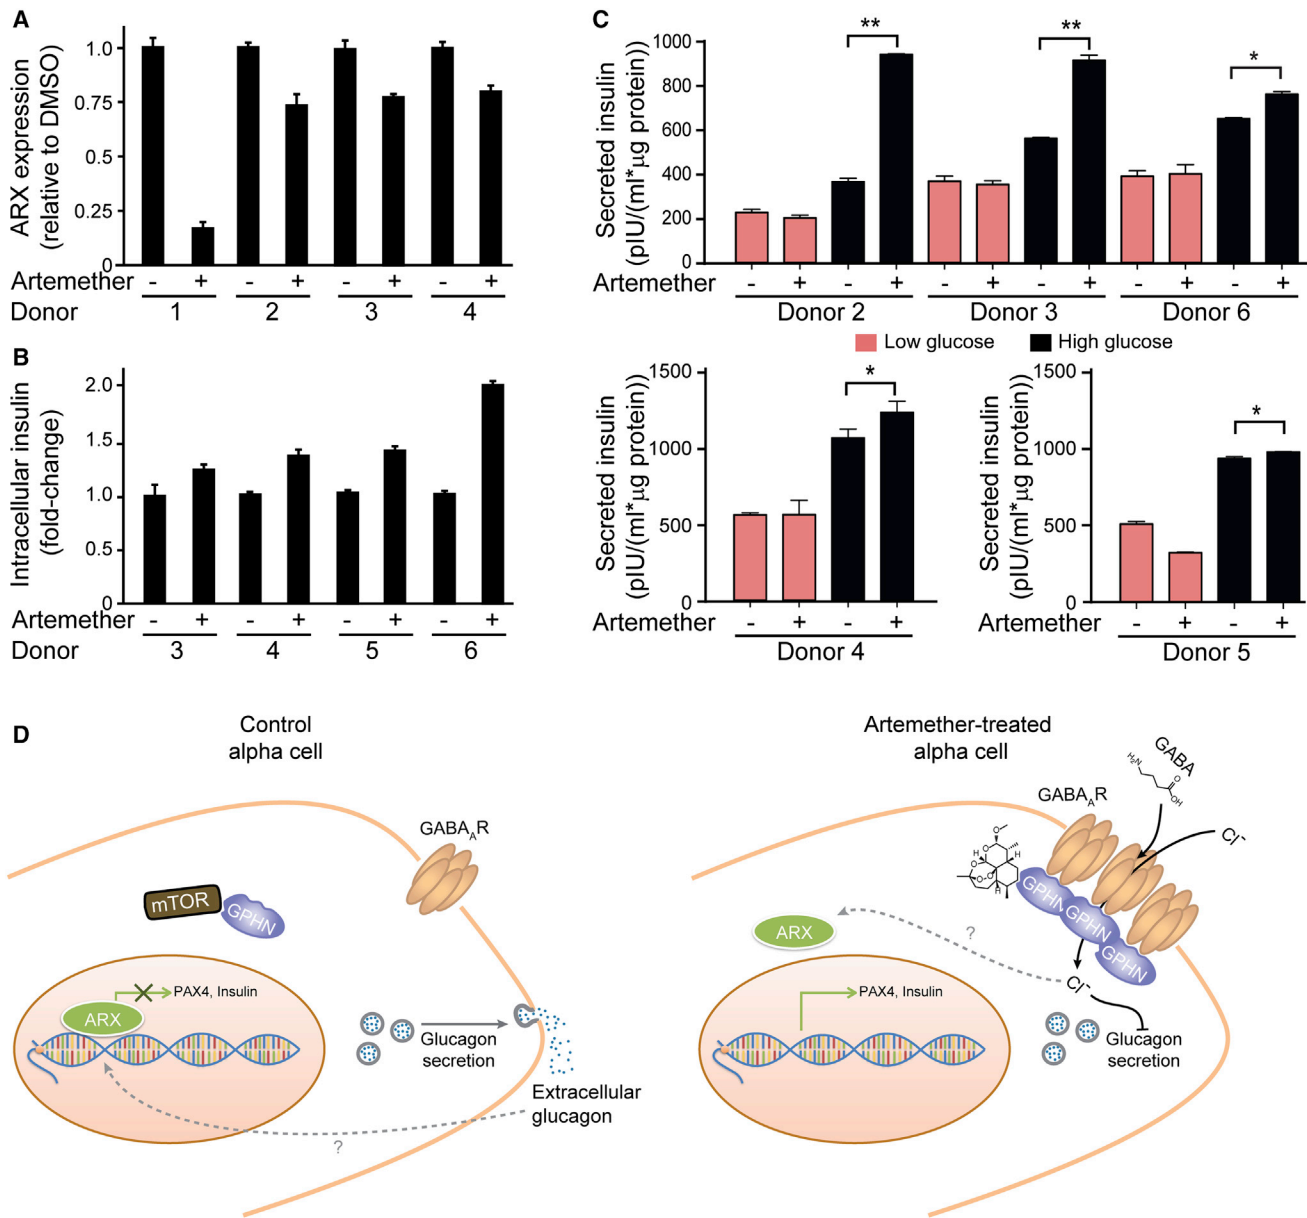 A
ARX expression
(relative to DMSO)
1.0
0.75
0.5
0.25
0
Artemether - + - + - + - +
Donor 1 2 3 4
B
Intracellular insulin
(fold-change)
2.0
1.5
1.0
0.5
0
Artemether - + - + - + - +
Donor 3 4 5 6
C
Secreted insulin
(pIU/(ml*µg protein))
1000
800
600
400
200
0
** ** *
Artemether - + - + - + - + - + - +
Donor 2 Donor 3 Donor 6
Low glucose High glucose
Secreted insulin
(pIU/(ml*µg protein))
1500
1000
500
0
*
Artemether - + - +
Donor 4
Secreted insulin
(pIU/(ml*µg protein))
1500
1000
500
0
*
Artemether - + - +
Donor 5
D
Control
alpha cell
GABAAR
mTOR
GPHN
PAX4, Insulin
ARX
Glucagon
secretion
Extracellular
glucagon
?
Artemether-treated
alpha cell
GABA
H2N
O
OH
GABAAR
Cl-
O
H
O
O
O
O
H
H
GPHN
GPHN
GPHN
ARX
?
Cl-
PAX4, Insulin
Glucagon
secretion